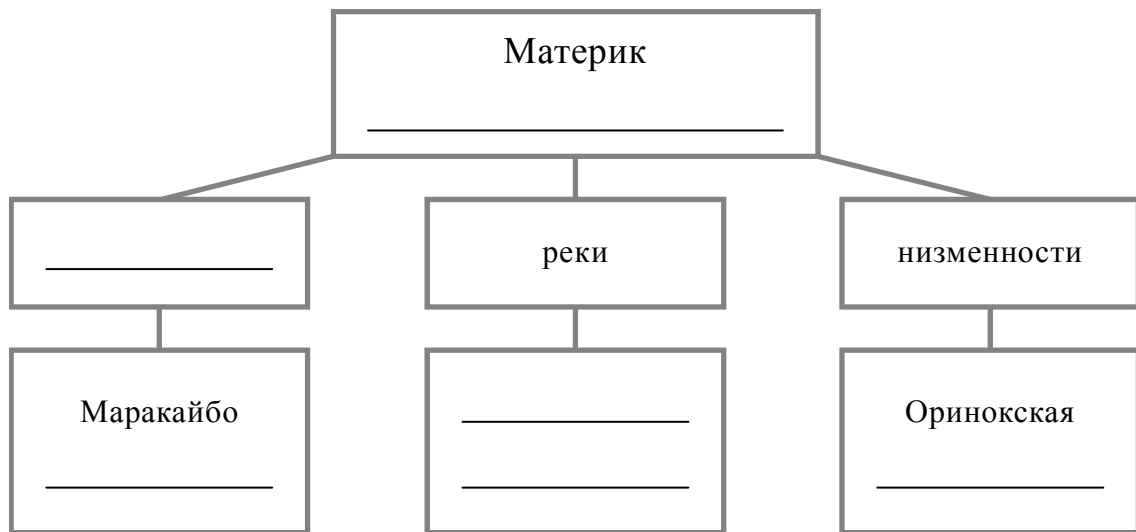 Материк
реки
низменности
Маракайбо
Оринокская